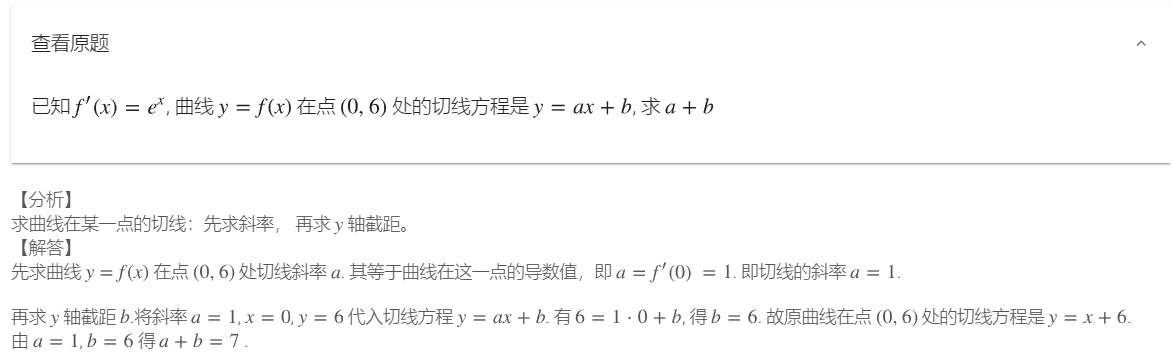 查看原题
已知 f′(x) = eˣ, 曲线 y = f(x) 在点 (0, 6) 处的切线方程是 y = ax + b, 求 a + b
【分析】
求曲线在某一点的切线：先求斜率， 再求 y 轴截距。
【解答】
先求曲线 y = f(x) 在点 (0, 6) 处切线斜率 a. 其等于曲线在这一点的导数值，即 a = f′(0) = 1. 即切线的斜率 a = 1.
再求 y 轴截距 b.将斜率 a = 1, x = 0, y = 6 代入切线方程 y = ax + b. 有 6 = 1 · 0 + b, 得 b = 6. 故原曲线在点 (0, 6) 处的切线方程是 y = x + 6.
由 a = 1, b = 6 得 a + b = 7 .